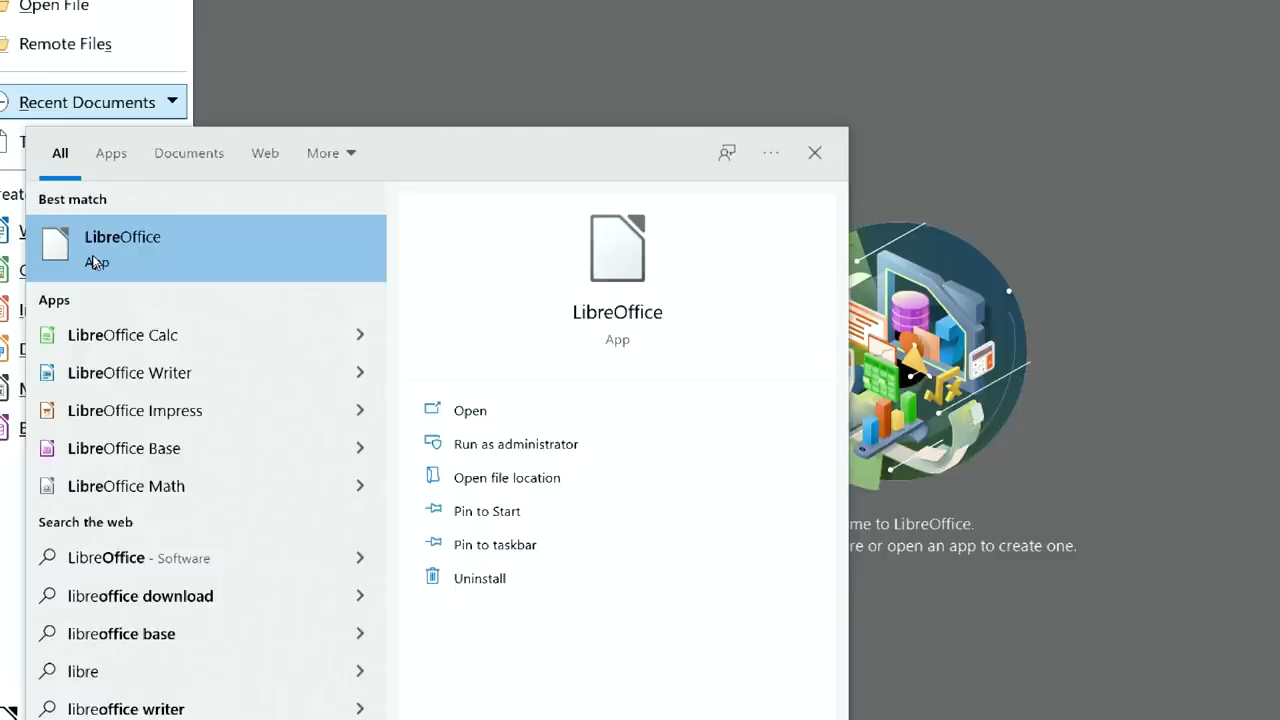 Open File
Remote Files
Recent Documents
All
Apps
Documents
Web
More
Best match
LibreOffice
App
Apps
LibreOffice Calc
LibreOffice Writer
LibreOffice Impress
LibreOffice Base
LibreOffice Math
Search the web
LibreOffice - Software
libreoffice download
libreoffice base
libre
libreoffice writer
LibreOffice
App
Open
Run as administrator
Open file location
Pin to Start
Pin to taskbar
Uninstall
me to LibreOffice.
re or open an app to create one.